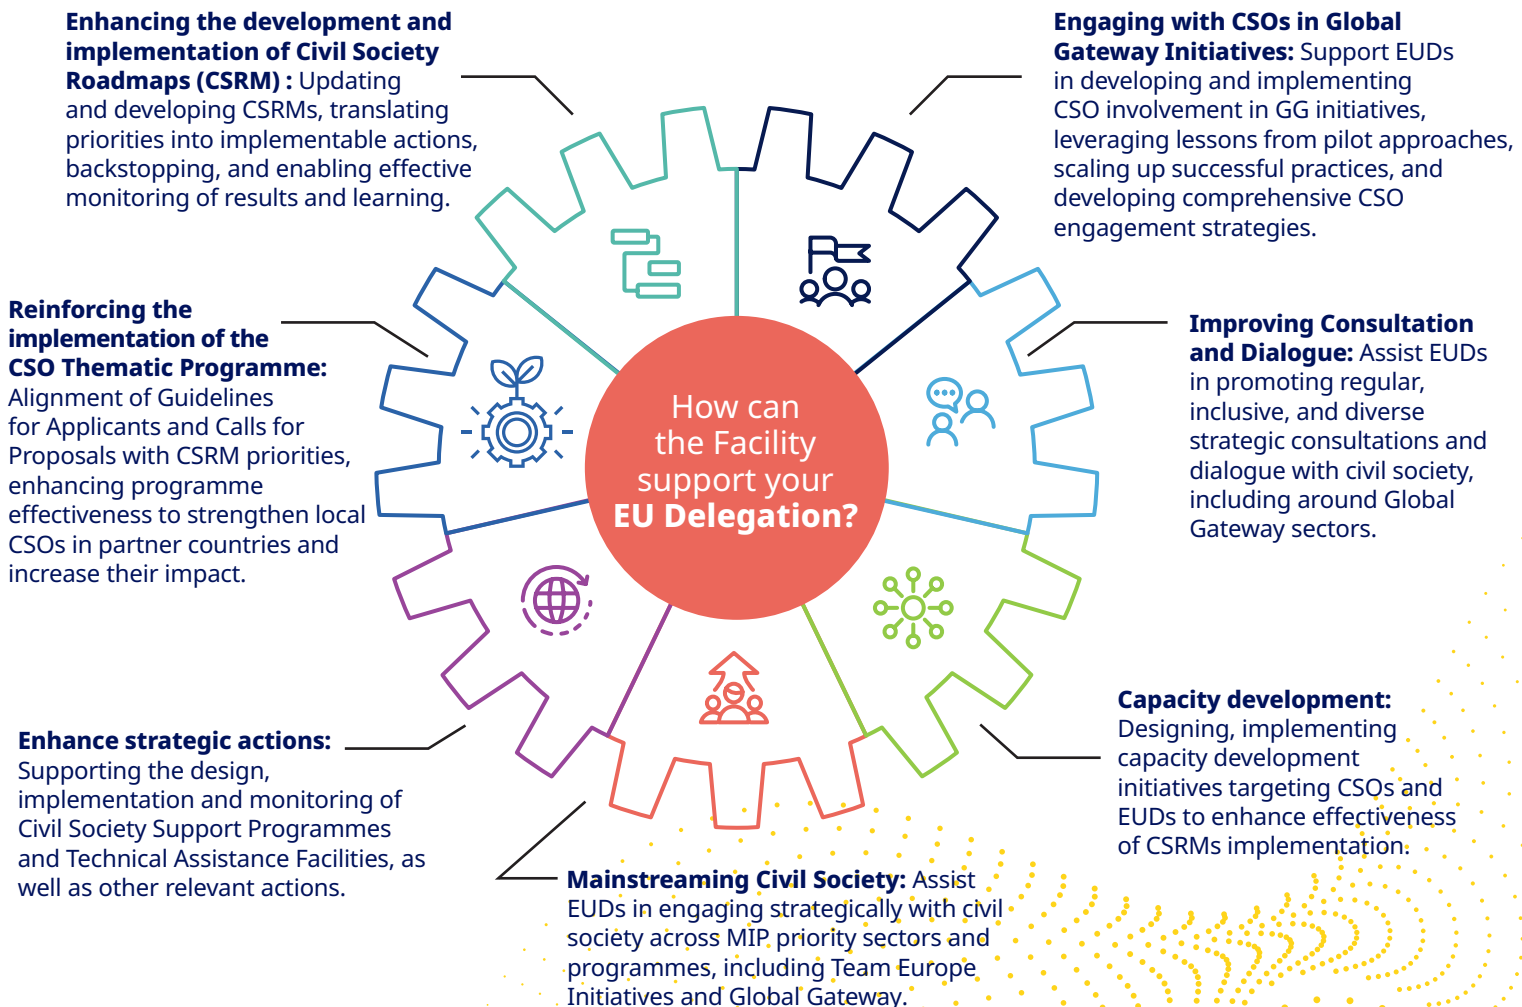 Enhancing the development and
implementation of Civil Society
Roadmaps (CSRM) : Updating
and developing CSRMs, translating
priorities into implementable actions,
backstopping, and enabling effective
monitoring of results and learning.
Engaging with CSOs in Global
Gateway Initiatives: Support EUDs
in developing and implementing
CSO involvement in GG initiatives,
leveraging lessons from pilot approaches,
scaling up successful practices, and
developing comprehensive CSO
engagement strategies.
Reinforcing the
implementation of the
CSO Thematic Programme:
Alignment of Guidelines
for Applicants and Calls for
Proposals with CSRM priorities,
enhancing programme
effectiveness to strengthen local
CSOs in partner countries and
increase their impact.
How can
the Facility
support your
EU Delegation?
Improving Consultation
and Dialogue: Assist EUDs
in promoting regular,
inclusive, and diverse
strategic consultations and
dialogue with civil society,
including around Global
Gateway sectors.
Enhance strategic actions:
Supporting the design,
implementation and monitoring of
Civil Society Support Programmes
and Technical Assistance Facilities, as
well as other relevant actions.
Capacity development:
Designing, implementing
capacity development
initiatives targeting CSOs and
EUDs to enhance effectiveness
of CSRMs implementation.
Mainstreaming Civil Society: Assist
EUDs in engaging strategically with civil
society across MIP priority sectors and
programmes, including Team Europe
Initiatives and Global Gateway.